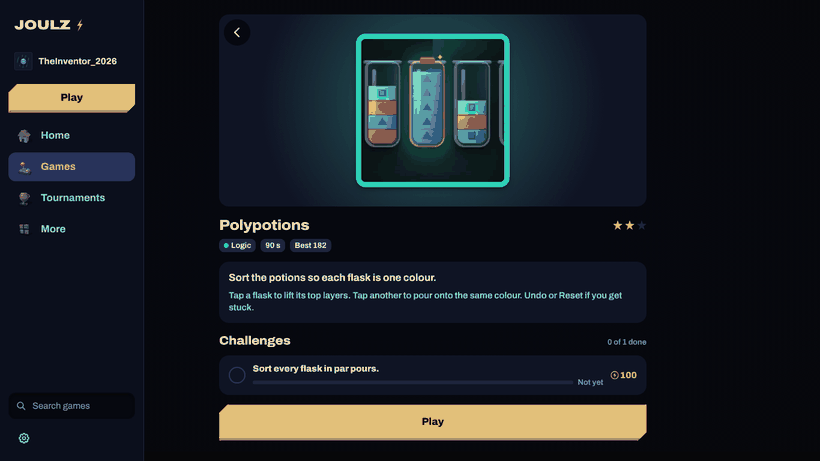 JOULZ
TheInventor_2026
Play
Home
Games
Tournaments
More
Search games
Polypotions
Logic
90 s
Best 182
Sort the potions so each flask is one colour.
Tap a flask to lift its top layers. Tap another to pour onto the same colour. Undo or Reset if you get
stuck.
Challenges
0 of 1 done
Sort every flask in par pours.
Not yet
100
Play